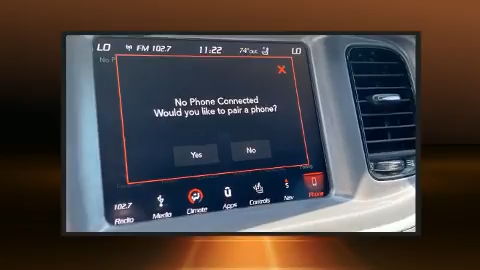 LO FM 102.7 11:22 74°out LO
No P
X
No Phone Connected
Would you like to pair a phone?
Yes No
102.7
Radio Media Climate Apps Controls Nav Phone